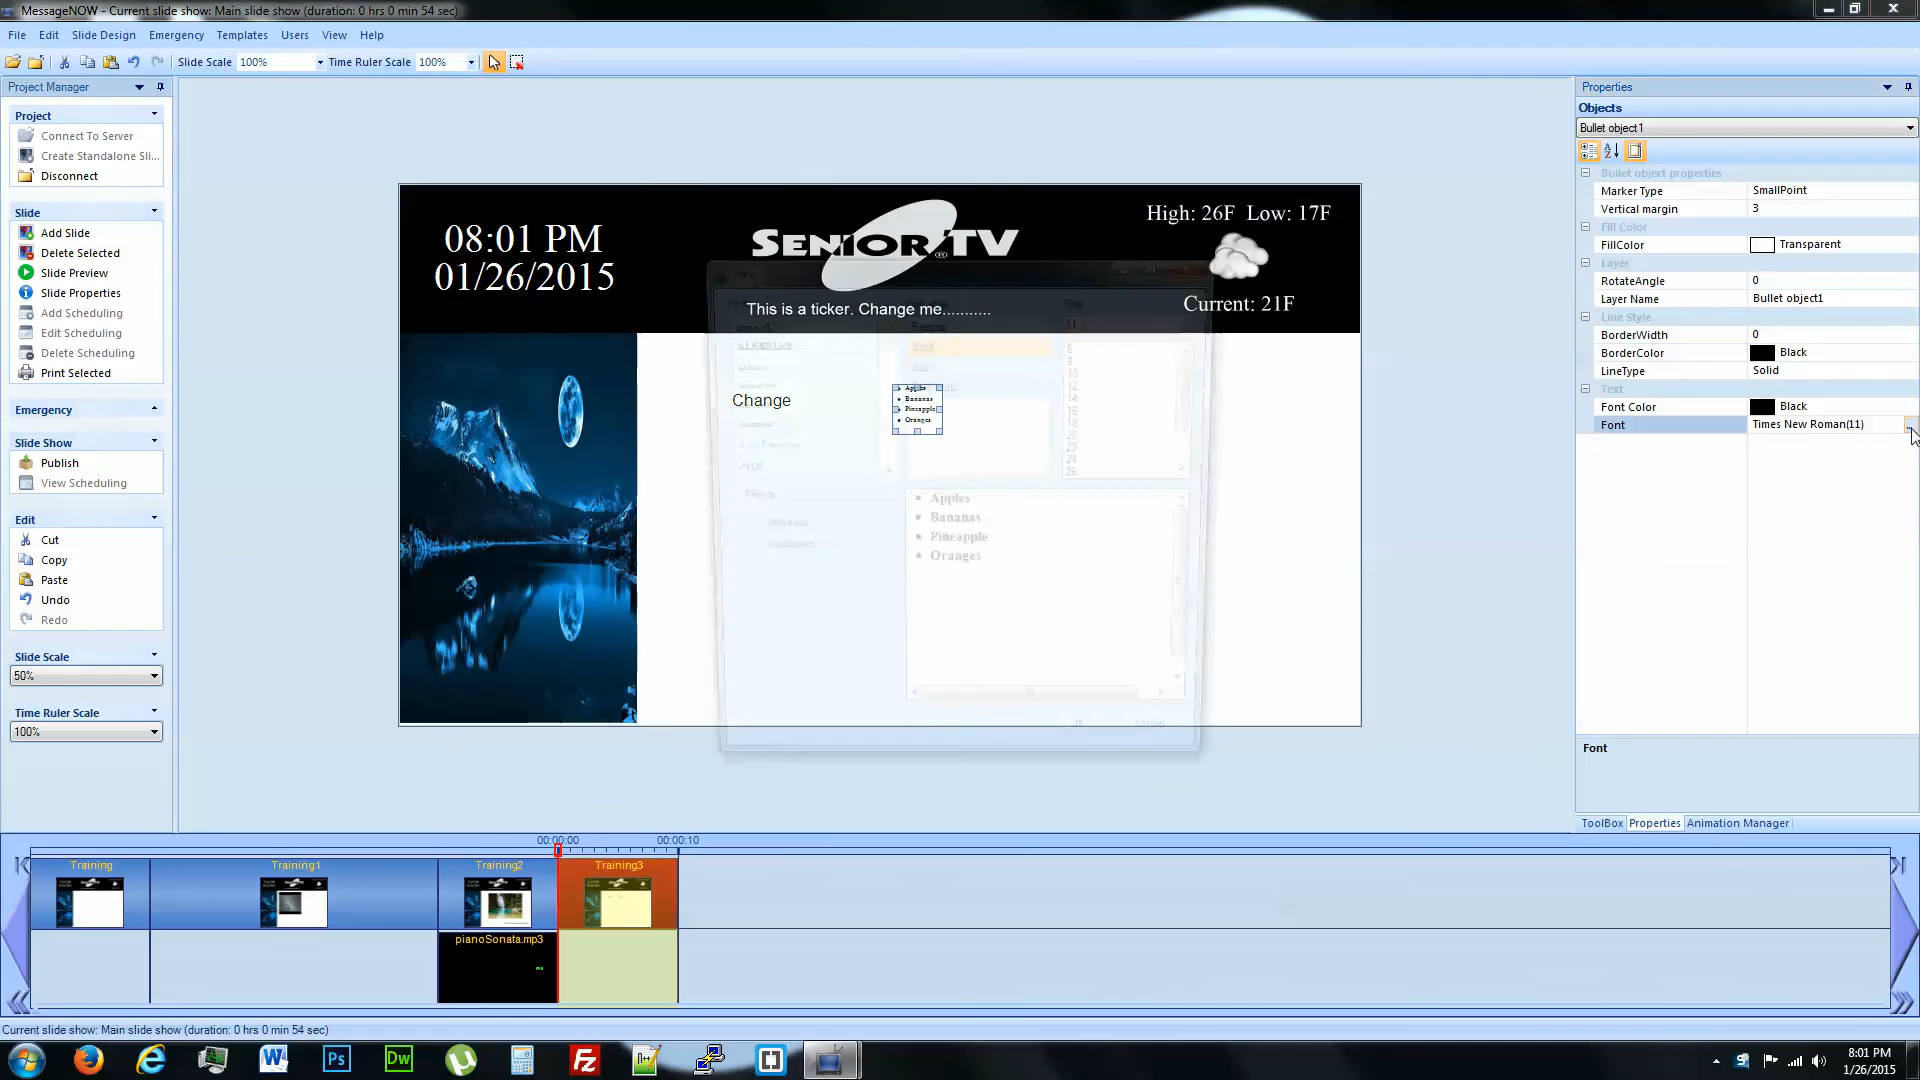 MessageNOW - Current slide show: Main slide show (duration: 0 hrs 0 min 54 sec)
File Edit Slide Design Emergency Templates Users View Help
Slide Scale 100% Time Ruler Scale 100%
Project Manager
Project
Connect To Server
Create Standalone Sli...
Disconnect
Slide
Add Slide
Delete Selected
Slide Preview
Slide Properties
Add Scheduling
Edit Scheduling
Delete Scheduling
Print Selected
Emergency
Slide Show
Publish
View Scheduling
Edit
Cut
Copy
Paste
Undo
Redo
Slide Scale
50%
Time Ruler Scale
100%
08:01 PM
01/26/2015
SENIOR TV
High: 26F Low: 17F
Current: 21F
This is a ticker. Change me...........
Change
Apples
Bananas
Pineapple
Oranges
Apples
Bananas
Pineapple
Oranges
Properties
Objects
Bullet object1
Bullet object properties
Marker Type SmallPoint
Vertical margin 3
Fill Color
FillColor Transparent
Layer
RotateAngle 0
Layer Name Bullet object1
Line Style
BorderWidth 0
BorderColor Black
LineType Solid
Text
Font Color Black
Font Times New Roman(11)
Font
ToolBox Properties Animation Manager
00:00:00 00:00:10
Training Training1 Training2 Training3
pianoSonata.mp3
Current slide show: Main slide show (duration: 0 hrs 0 min 54 sec)
8:01 PM
1/26/2015